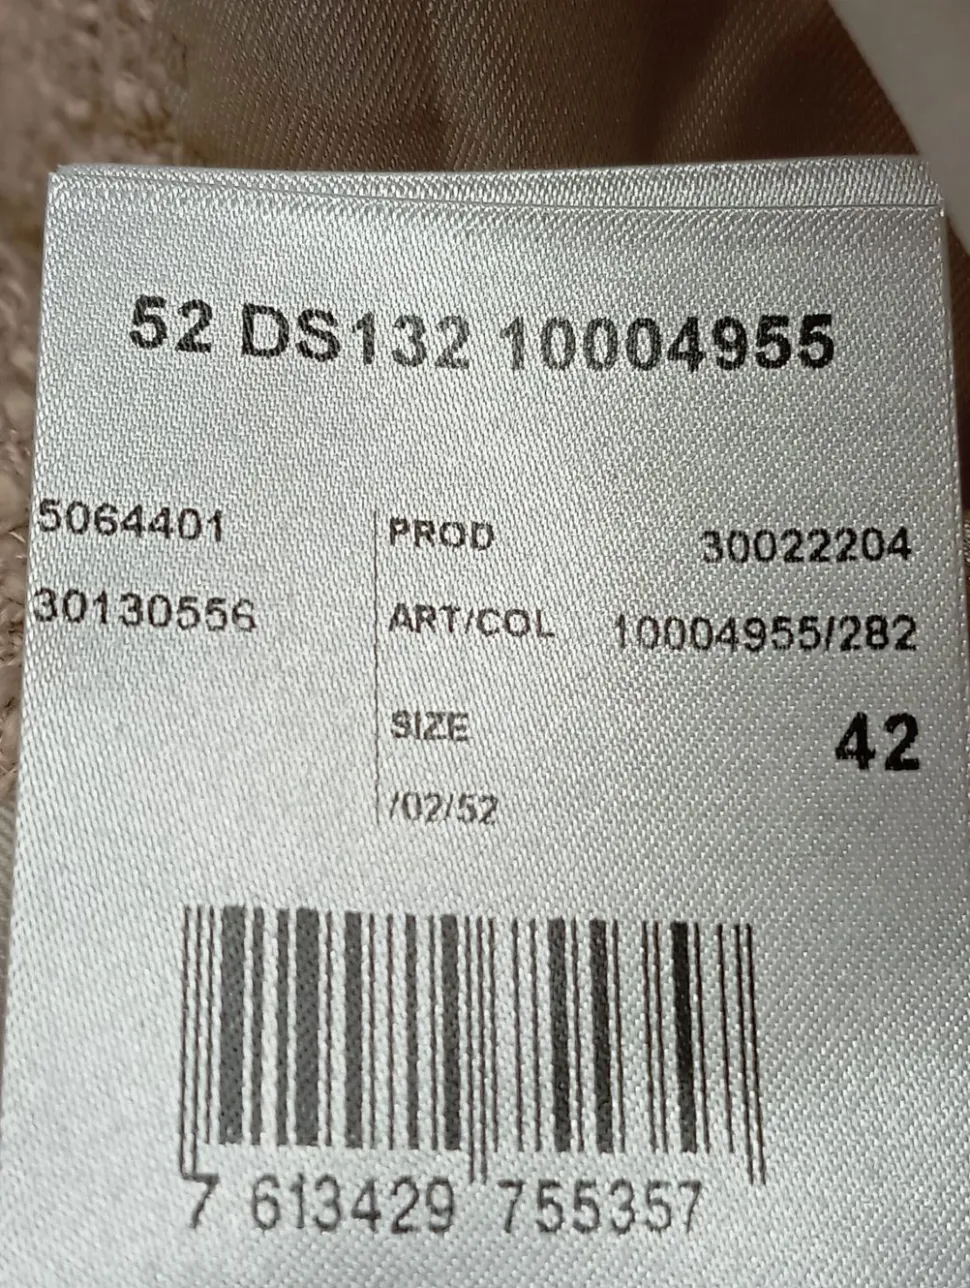 52 DS132 10004955
5064401
30130556
PROD 30022204
ART/COL 10004955/282
SIZE 42
/02/52
7 613429 755357